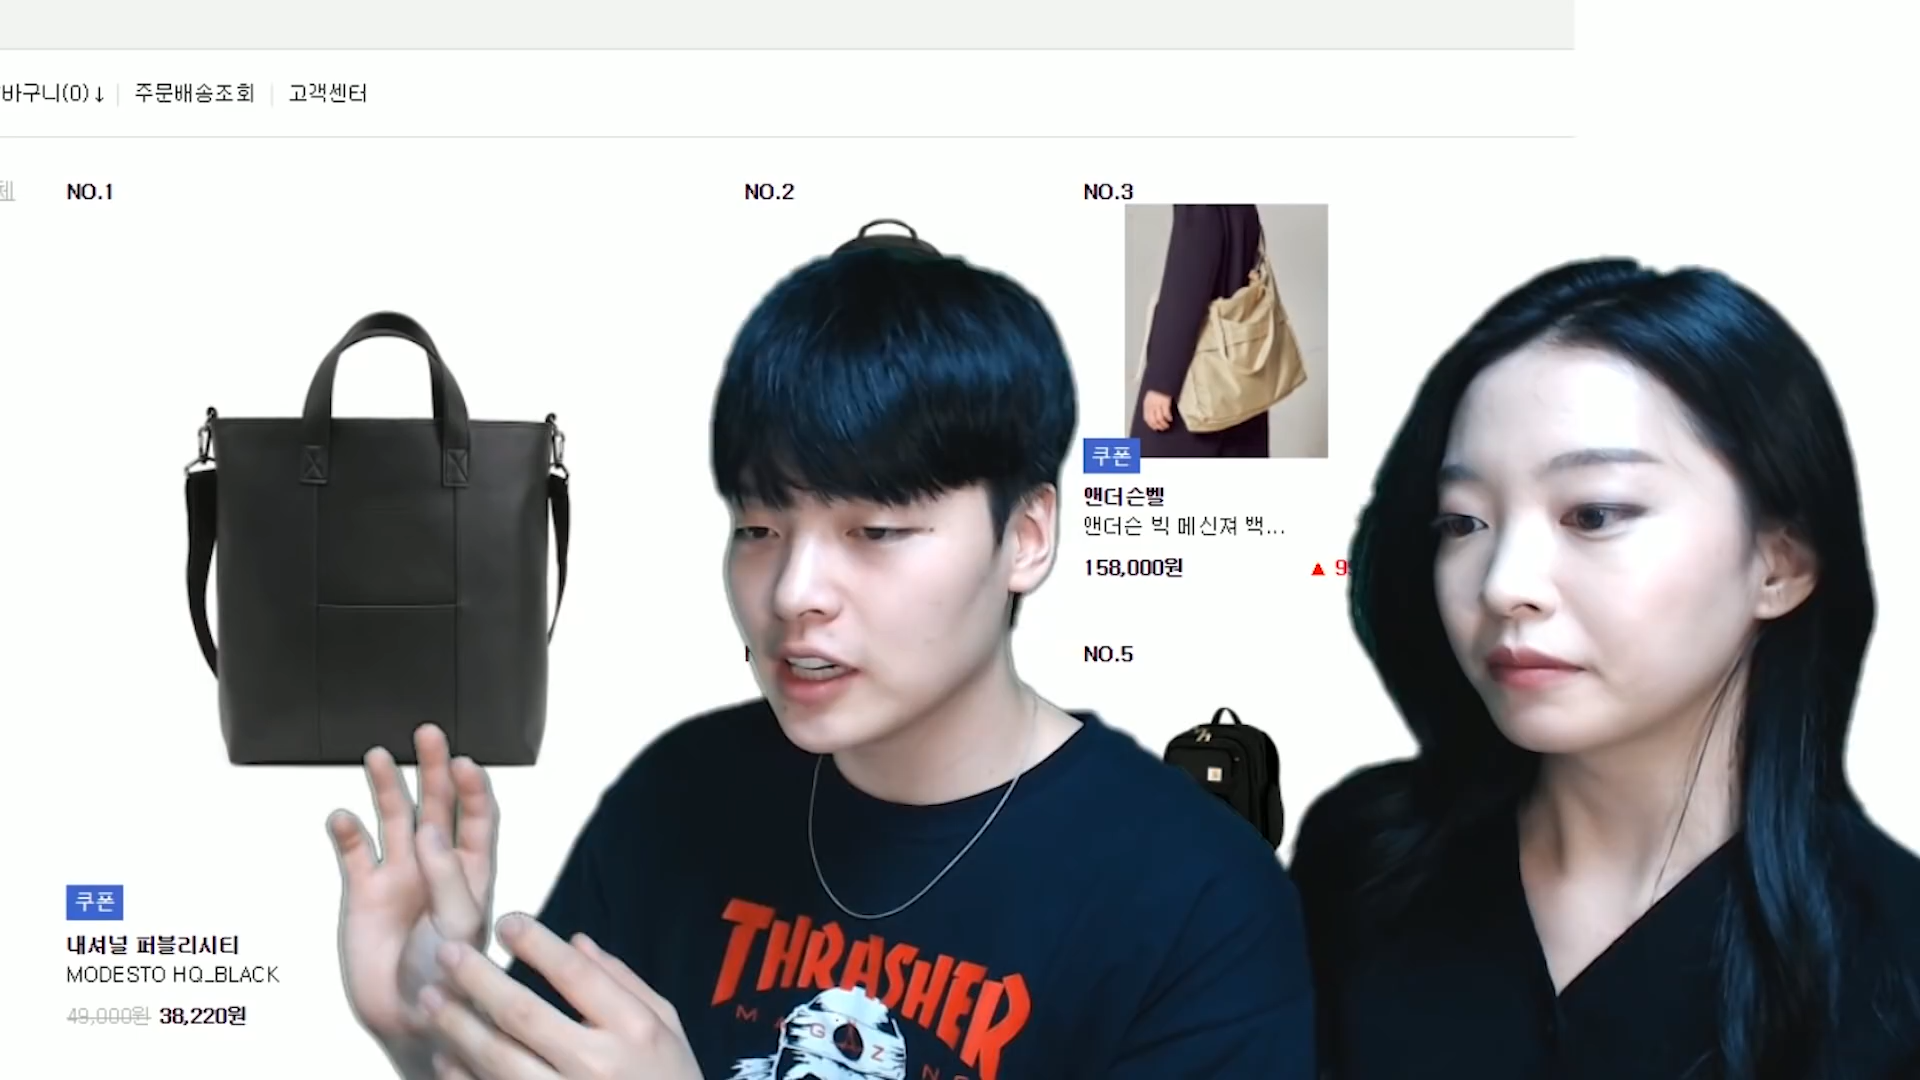 바구니(0)↓ 주문배송조회 고객센터
체
NO.1
NO.2
NO.3
쿠폰
앤더슨벨
앤더슨 빅 메신져 백...
158,000원 ▲ 9
NO.5
쿠폰
내셔널 퍼블리시티
MODESTO HQ_BLACK
49,000원 38,220원
THRASHER
MAGAZINE